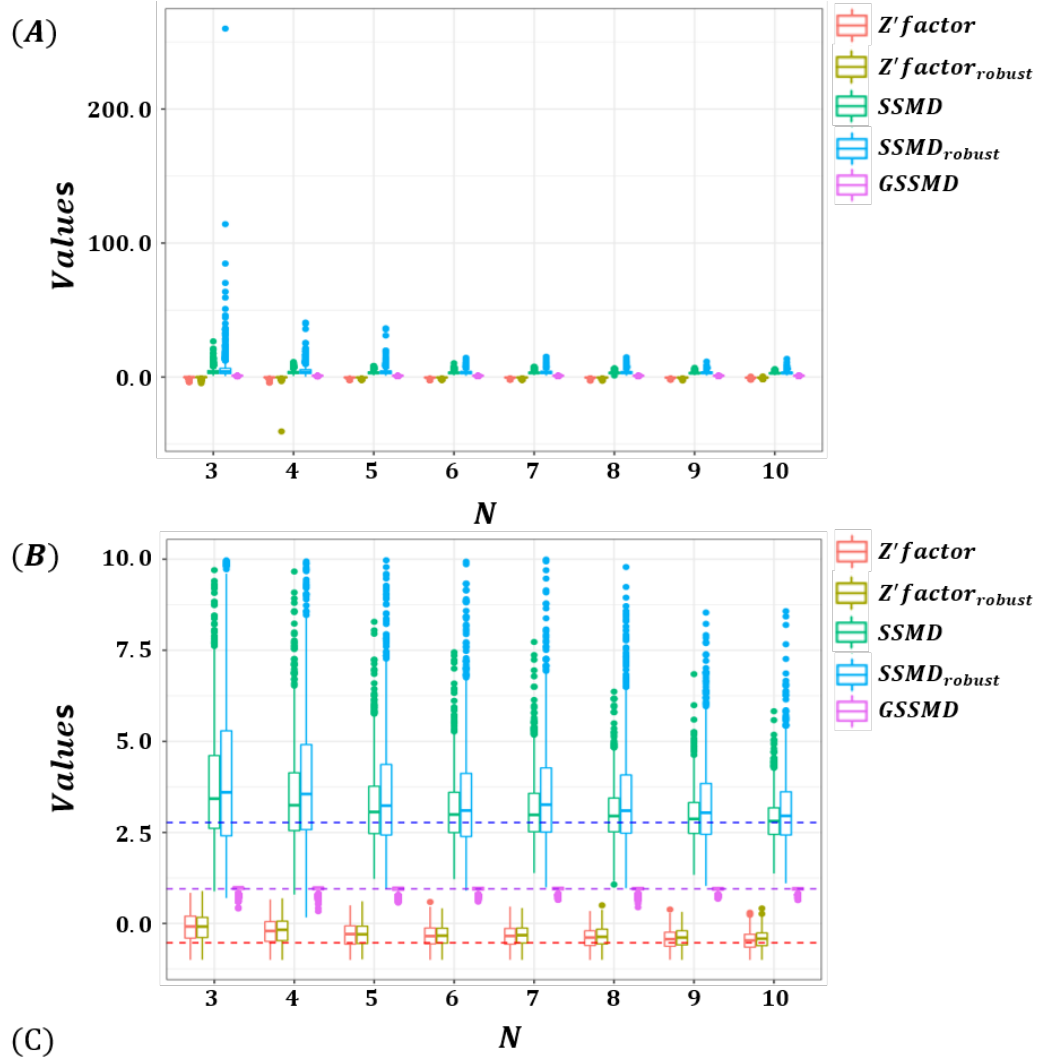 (A)
Values
200.0
100.0
0.0
3 4 5 6 7 8 9 10
N
Z'factor
Z'factor_robust
SSMD
SSMD_robust
GSSMD
(B)
Values
10.0
7.5
5.0
2.5
0.0
3 4 5 6 7 8 9 10
N
Z'factor
Z'factor_robust
SSMD
SSMD_robust
GSSMD
(C)